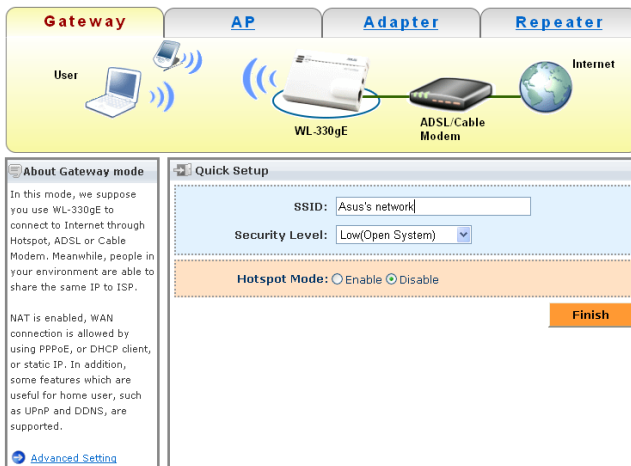 Gateway
AP
Adapter
Repeater
User
Internet
WL-330gE
ADSL/Cable
Modem
About Gateway mode
In this mode, we suppose
you use WL-330gE to
connect to Internet through
Hotspot, ADSL or Cable
Modem. Meanwhile, people in
your environment are able to
share the same IP to ISP.
NAT is enabled, WAN
connection is allowed by
using PPPoE, or DHCP client,
or static IP. In addition,
some features which are
useful for home user, such
as UPnP and DDNS, are
supported.
Advanced Setting
Quick Setup
SSID: Asus's network
Security Level: Low(Open System)
Hotspot Mode: Enable Disable
Finish